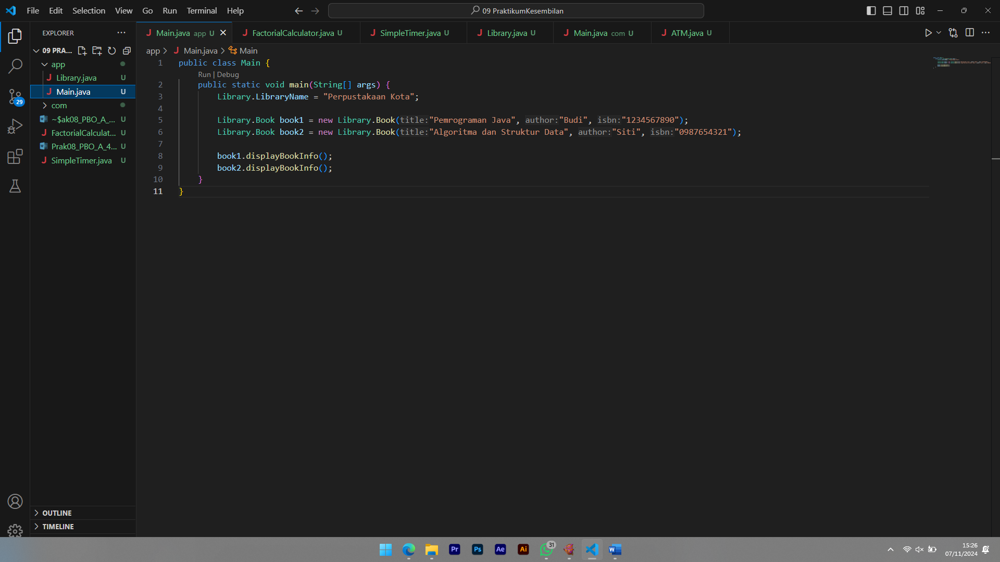 File Edit Selection View Go Run Terminal Help
09 PraktikumKesembilan
EXPLORER
09 PRA...
app
Library.java U
Main.java U
com
~$ak08_PBO_A_... U
FactorialCalculat... U
Prak08_PBO_A_4... U
SimpleTimer.java U
29
OUTLINE
TIMELINE
Main.java app U
FactorialCalculator.java U
SimpleTimer.java U
Library.java U
Main.java com U
ATM.java U
app > Main.java > Main
1 public class Main {
Run | Debug
2 public static void main(String[] args) {
3 Library.LibraryName = "Perpustakaan Kota";
4
5 Library.Book book1 = new Library.Book(title:"Pemrograman Java", author:"Budi", isbn:"1234567890");
6 Library.Book book2 = new Library.Book(title:"Algoritma dan Struktur Data", author:"Siti", isbn:"0987654321");
7
8 book1.displayBookInfo();
9 book2.displayBookInfo();
10 }
11 }
Pr Ps Ae Ai 31 W
15:26
07/11/2024